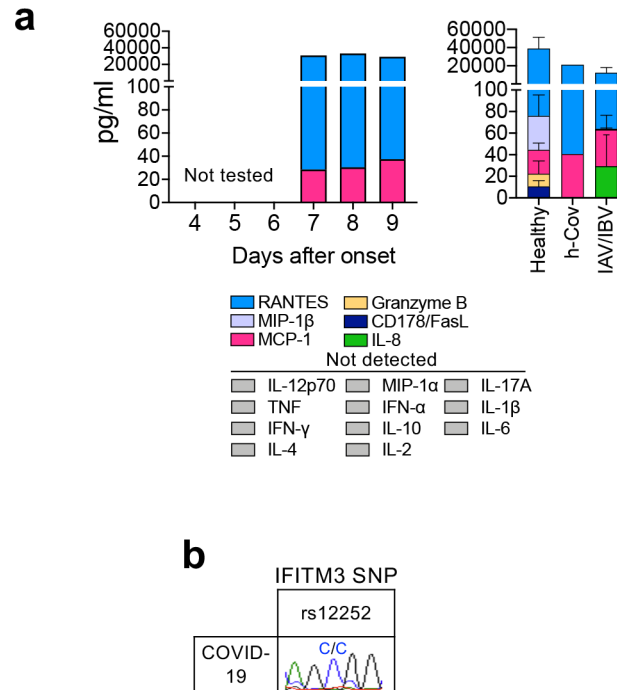 a
60000
40000
20000
100
80
60
40
20
0
pg/ml
Not tested
4 5 6 7 8 9
Days after onset
60000
40000
20000
100
80
60
40
20
0
Healthy
h-Cov
IAV/IBV
RANTES Granzyme B
MIP-1β CD178/FasL
MCP-1 IL-8
Not detected
IL-12p70 MIP-1α IL-17A
TNF IFN-α IL-1β
IFN-γ IL-10 IL-6
IL-4 IL-2
b
IFITM3 SNP
rs12252
COVID-
19
C/C